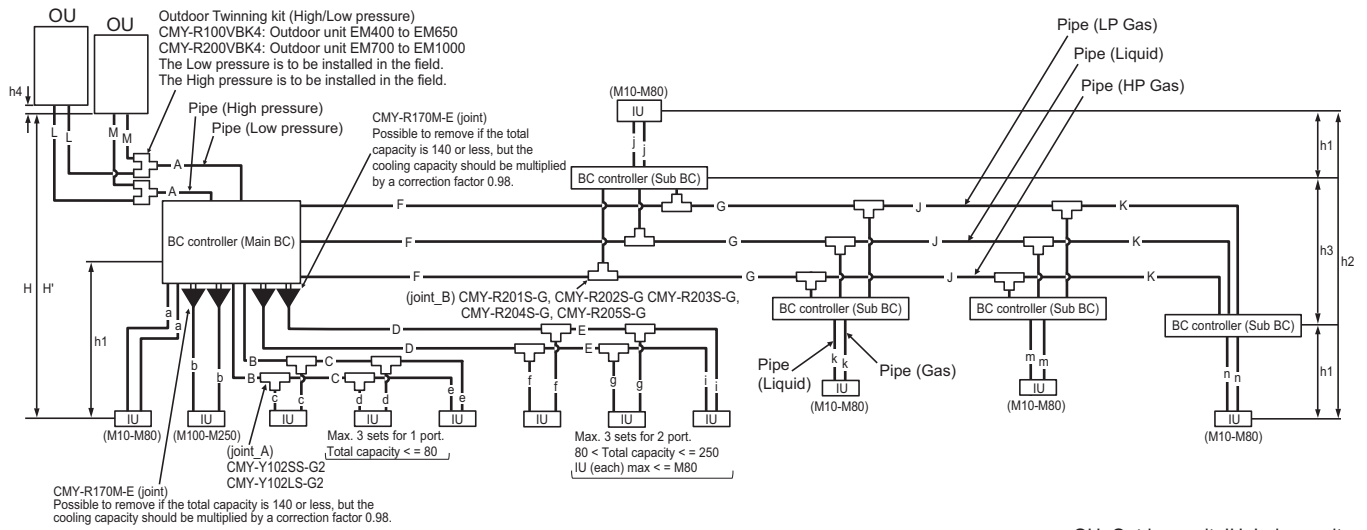 OU
OU
Outdoor Twinning kit (High/Low pressure)
CMY-R100VBK4: Outdoor unit EM400 to EM650
CMY-R200VBK4: Outdoor unit EM700 to EM1000
The Low pressure is to be installed in the field.
The High pressure is to be installed in the field.
Pipe (High pressure)
Pipe (Low pressure)
h4
L
L
M
M
A
A
H
H'
h1
CMY-R170M-E (joint)
Possible to remove if the total
capacity is 140 or less, but the
cooling capacity should be multiplied
by a correction factor 0.98.
(M10-M80)
IU
j
j
BC controller (Sub BC)
Pipe (LP Gas)
Pipe (Liquid)
Pipe (HP Gas)
h1
h3
h2
h1
BC controller (Main BC)
F
G
J
K
F
G
J
K
F
G
J
K
(joint_B) CMY-R201S-G, CMY-R202S-G CMY-R203S-G,
CMY-R204S-G, CMY-R205S-G
BC controller (Sub BC)
BC controller (Sub BC)
BC controller (Sub BC)
Pipe
(Liquid)
k
k
Pipe (Gas)
IU
(M10-M80)
m
m
IU
(M10-M80)
n
n
IU
(M10-M80)
a
a
b
b
B
C
B
C
D
E
D
E
c
c
d
d
e
e
f
f
g
g
i
i
IU
IU
IU
IU
IU
IU
IU
IU
(M10-M80)
(M100-M250)
(joint_A)
CMY-Y102SS-G2
CMY-Y102LS-G2
Max. 3 sets for 1 port.
Total capacity < = 80
Max. 3 sets for 2 port.
80 < Total capacity < = 250
IU (each) max < = M80
CMY-R170M-E (joint)
Possible to remove if the total capacity is 140 or less, but the
cooling capacity should be multiplied by a correction factor 0.98.